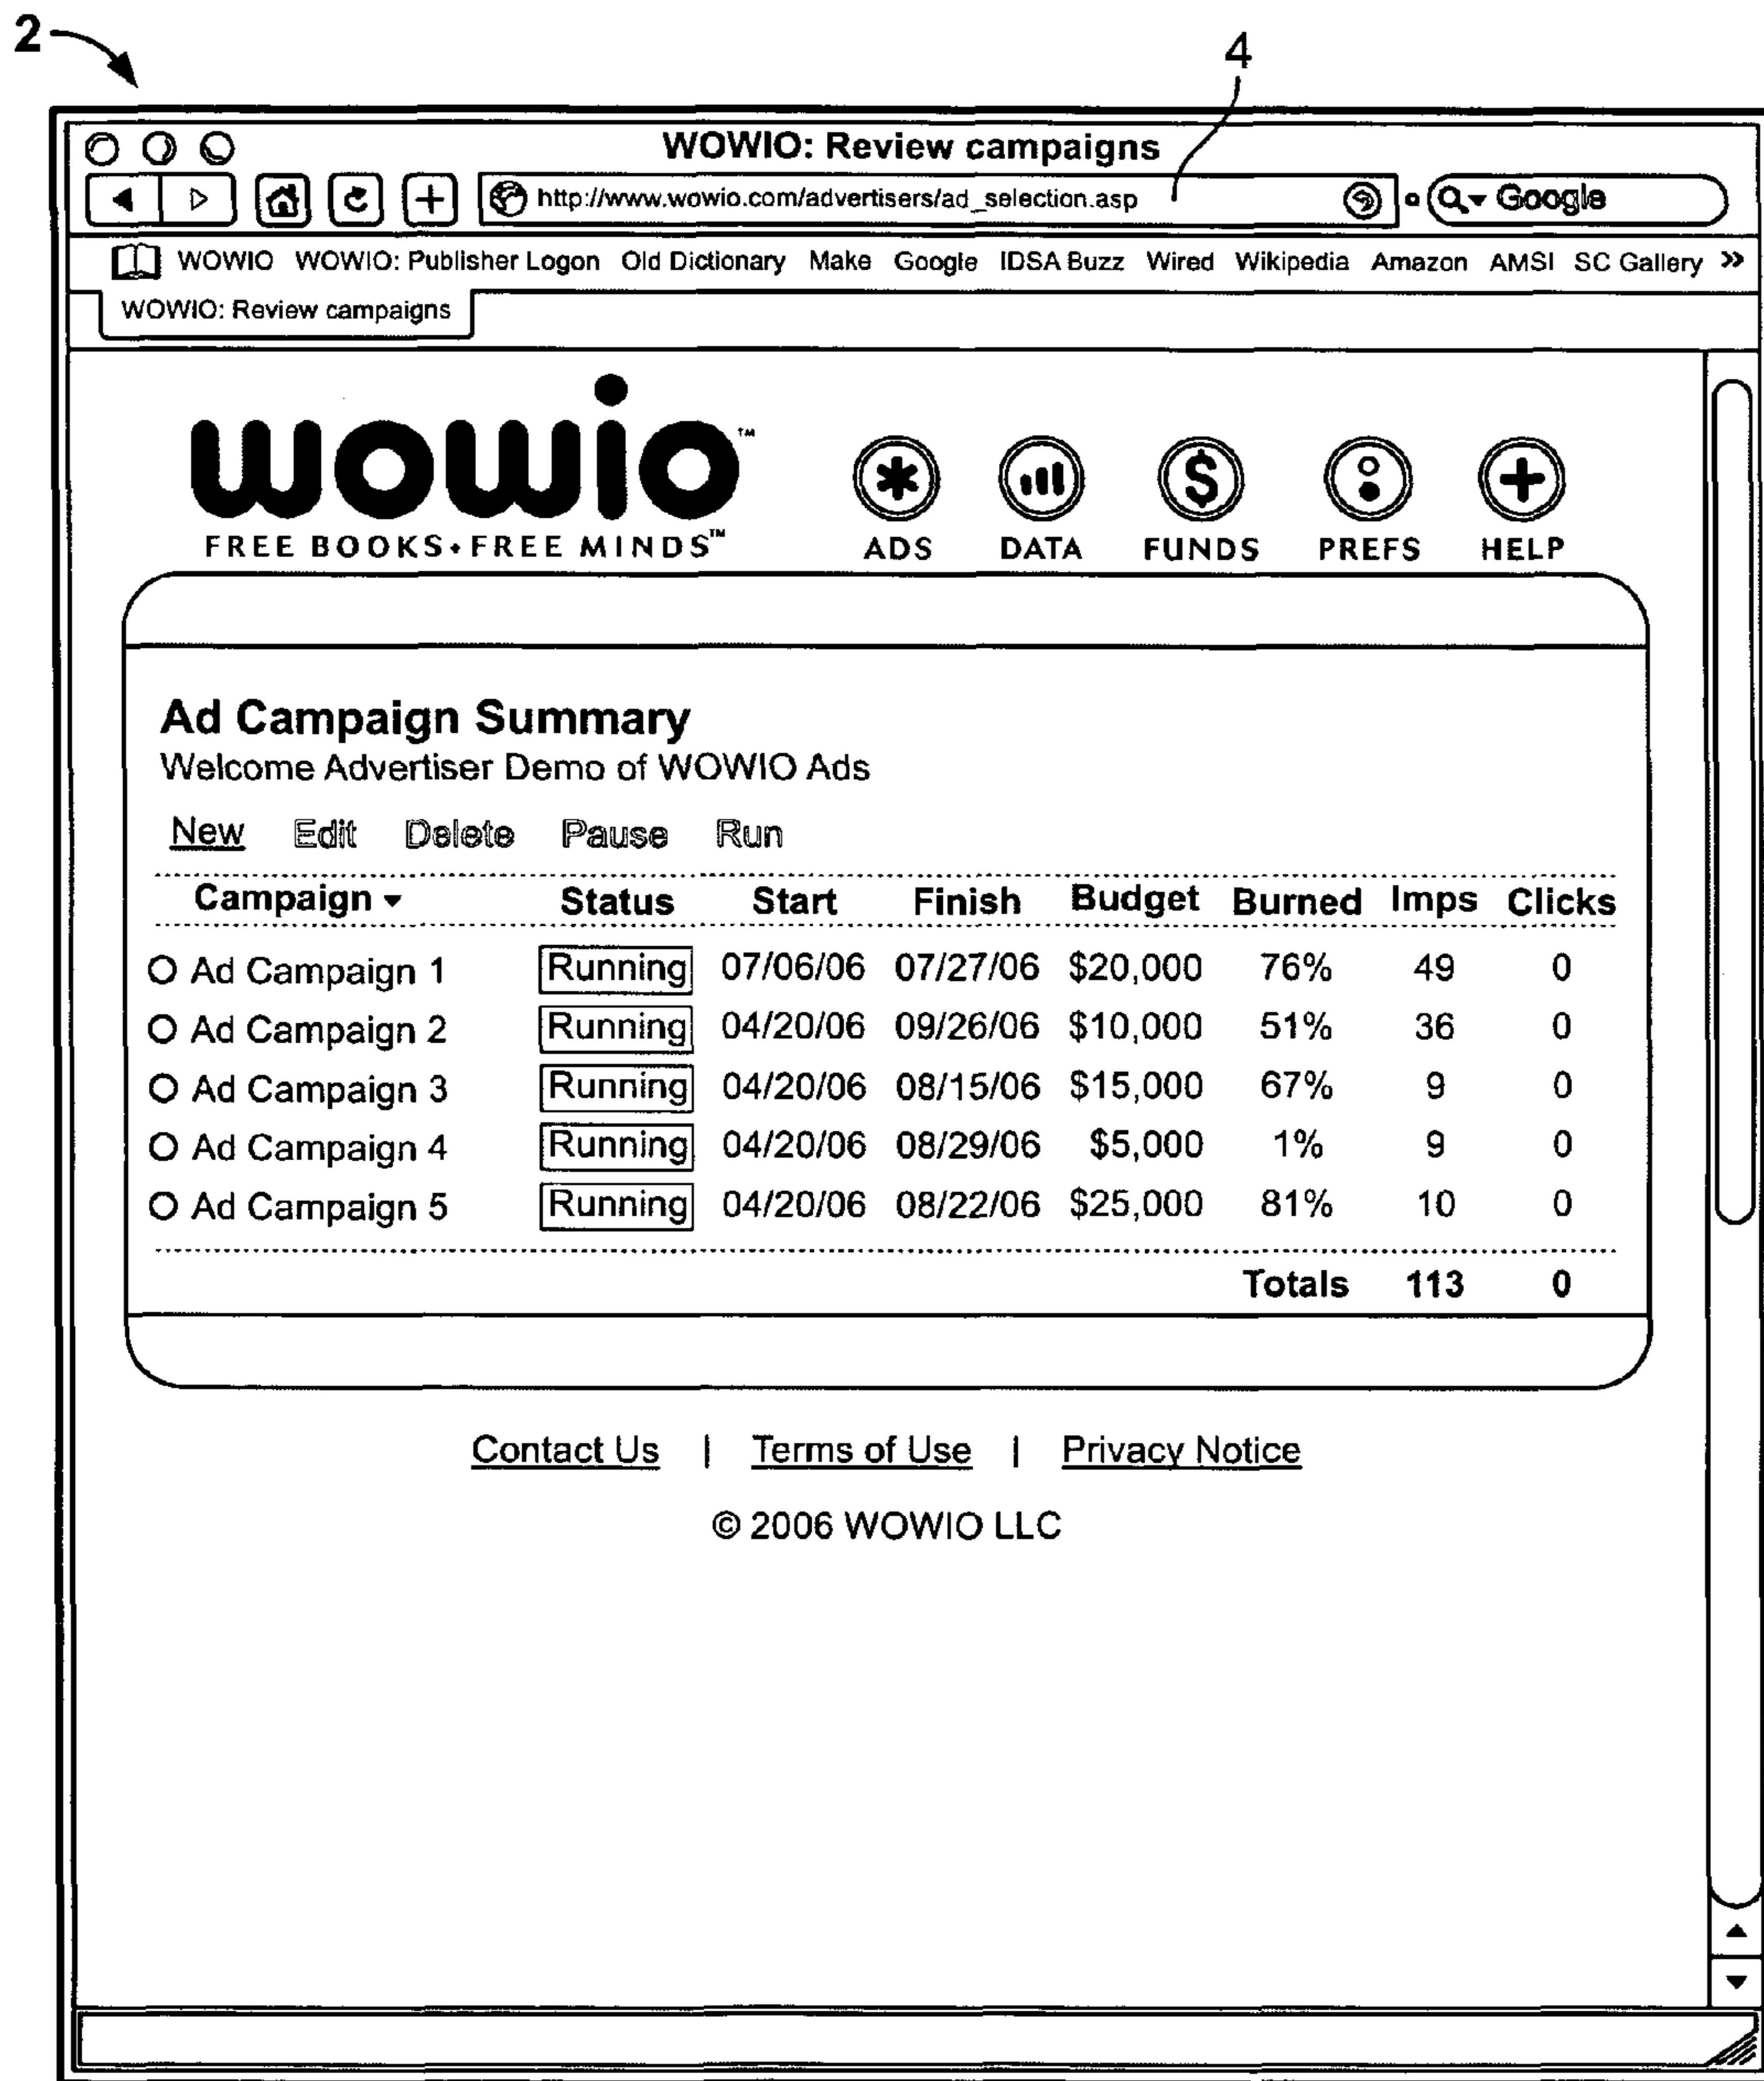 2
4
WOWIO: Review campaigns
http://www.wowio.com/advertisers/ad_selection.asp Google
WOWIO WOWIO: Publisher Logon Old Dictionary Make Google IDSA Buzz Wired Wikipedia Amazon AMSI SC Gallery »
WOWIO: Review campaigns
wowio™
FREE BOOKS•FREE MINDS™
ADS DATA FUNDS PREFS HELP
Ad Campaign Summary
Welcome Advertiser Demo of WOWIO Ads
New Edit Delete Pause Run
Campaign Status Start Finish Budget Burned Imps Clicks
Ad Campaign 1 Running 07/06/06 07/27/06 $20,000 76% 49 0
Ad Campaign 2 Running 04/20/06 09/26/06 $10,000 51% 36 0
Ad Campaign 3 Running 04/20/06 08/15/06 $15,000 67% 9 0
Ad Campaign 4 Running 04/20/06 08/29/06 $5,000 1% 9 0
Ad Campaign 5 Running 04/20/06 08/22/06 $25,000 81% 10 0
Totals 113 0
Contact Us | Terms of Use | Privacy Notice
© 2006 WOWIO LLC